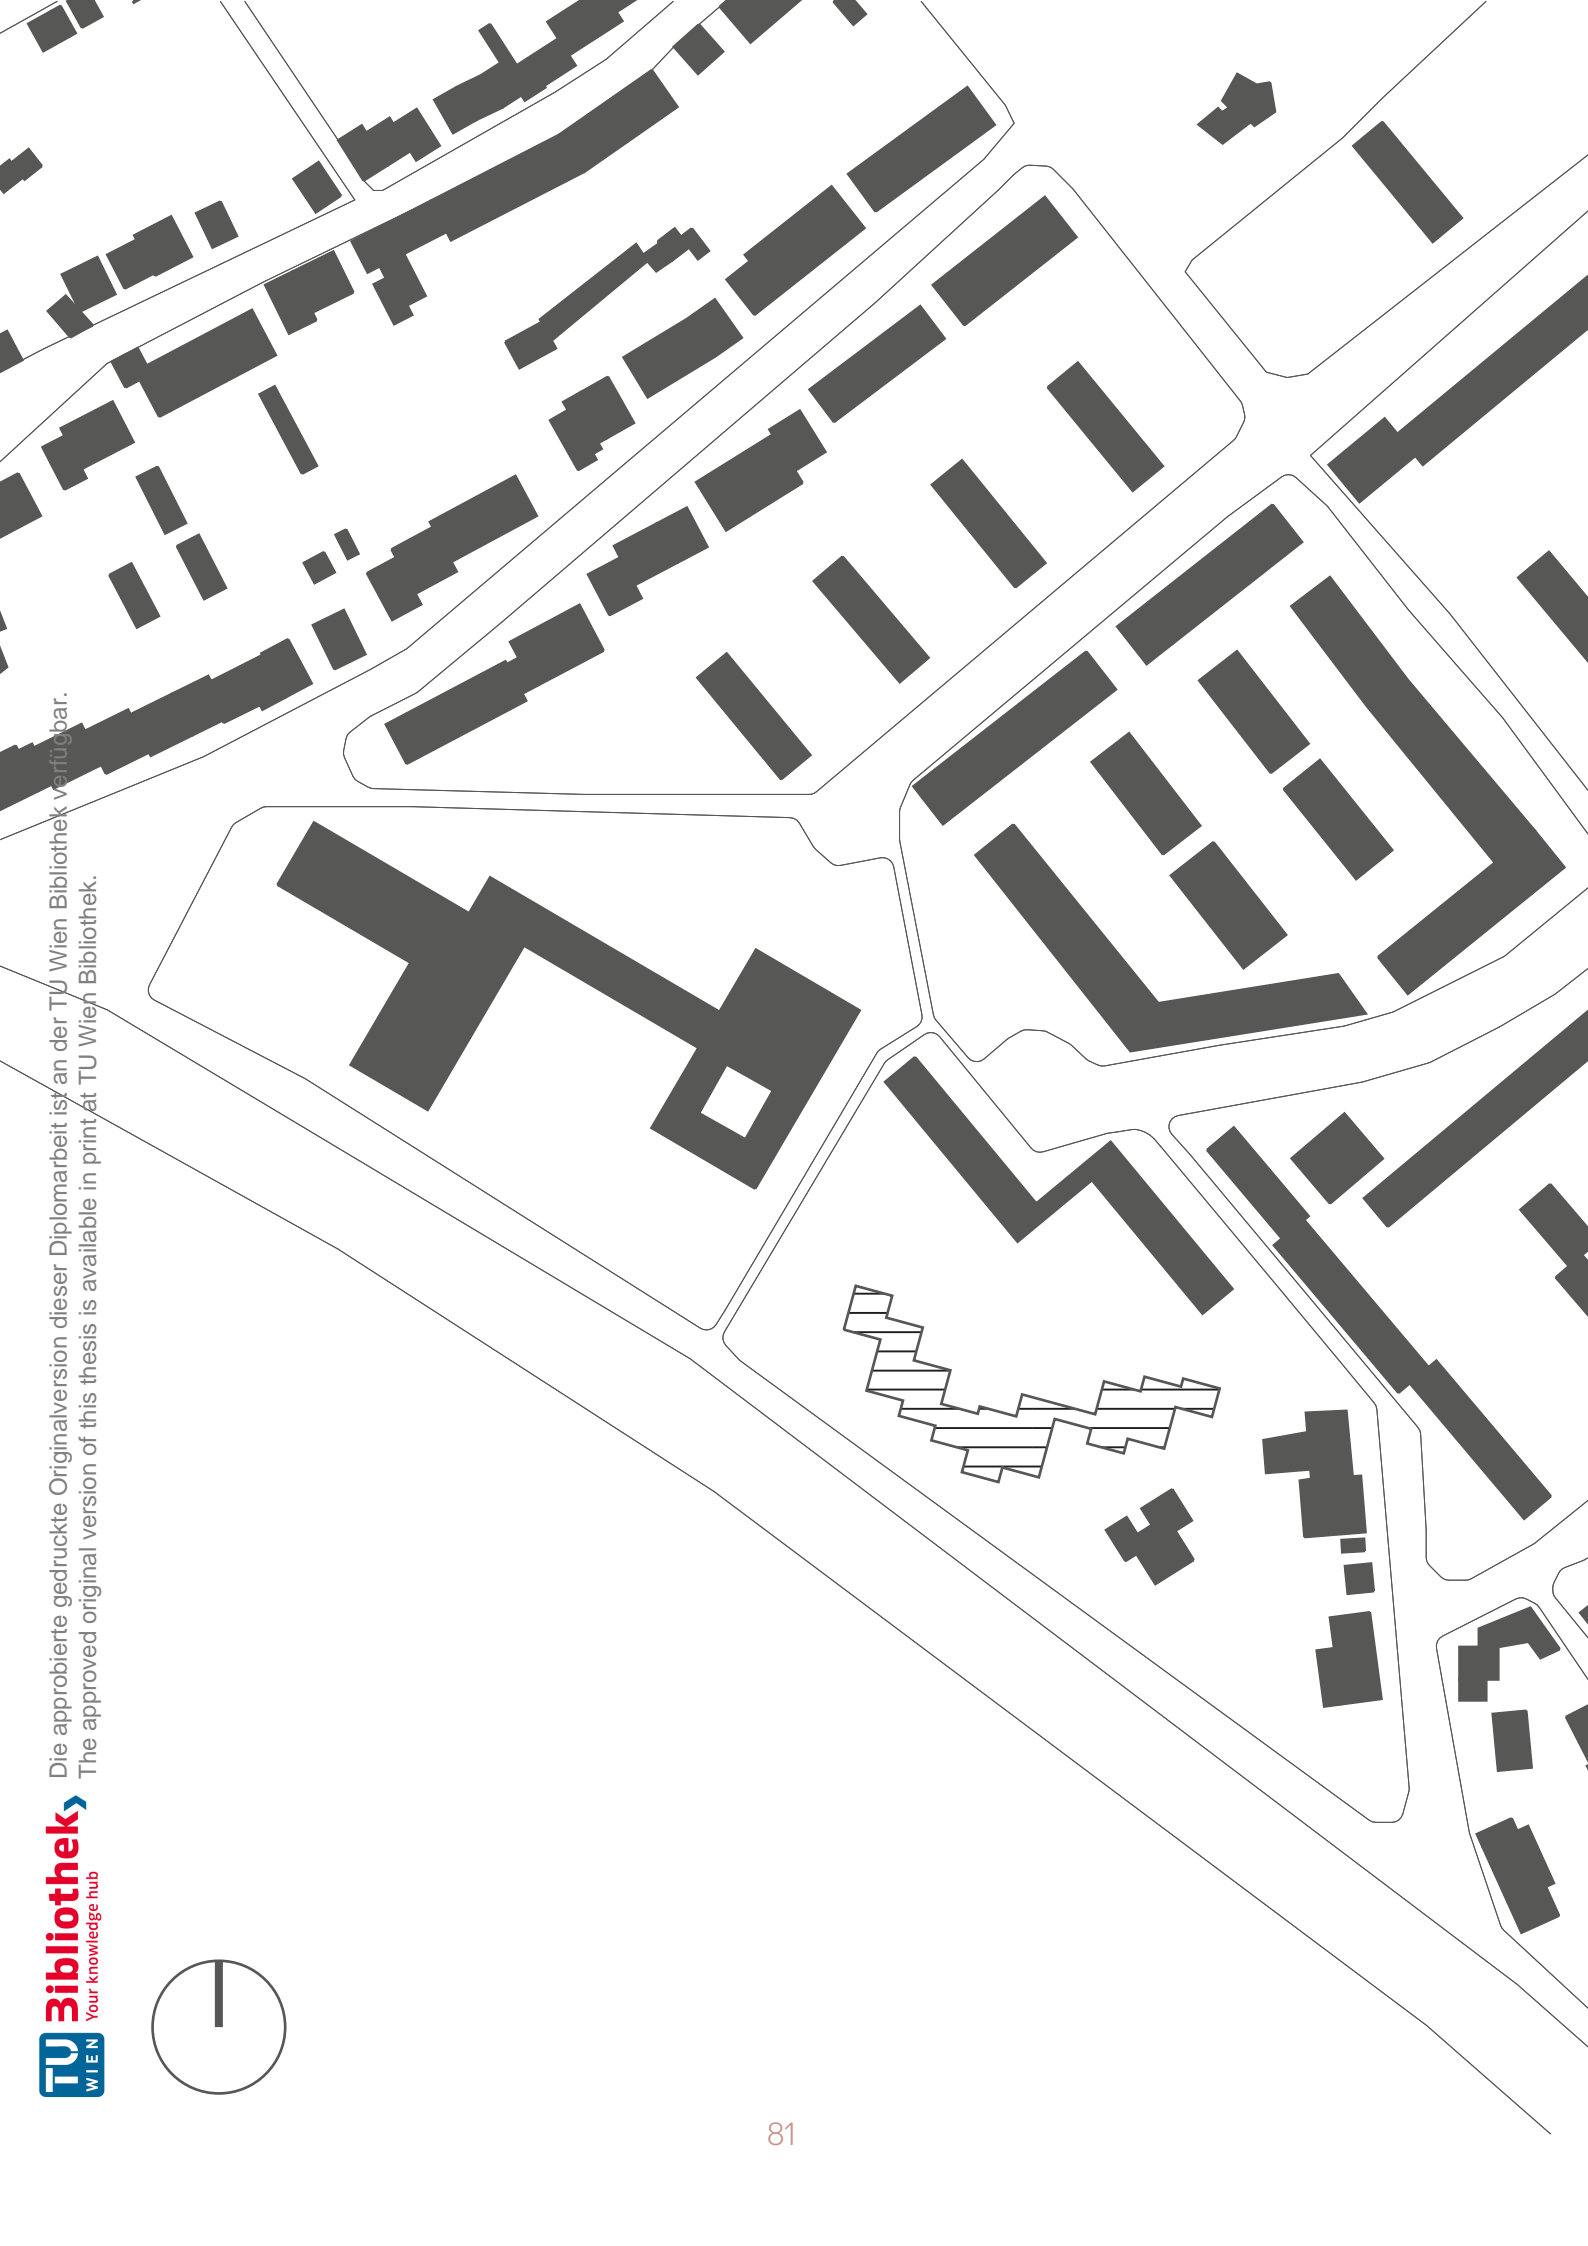 Die approbierte gedruckte Originalversion dieser Diplomarbeit ist an der TU Wien Bibliothek verfügbar.
The approved original version of this thesis is available in print at TU Wien Bibliothek.
Bibliothek
Your knowledge hub
TU
WIEN
81